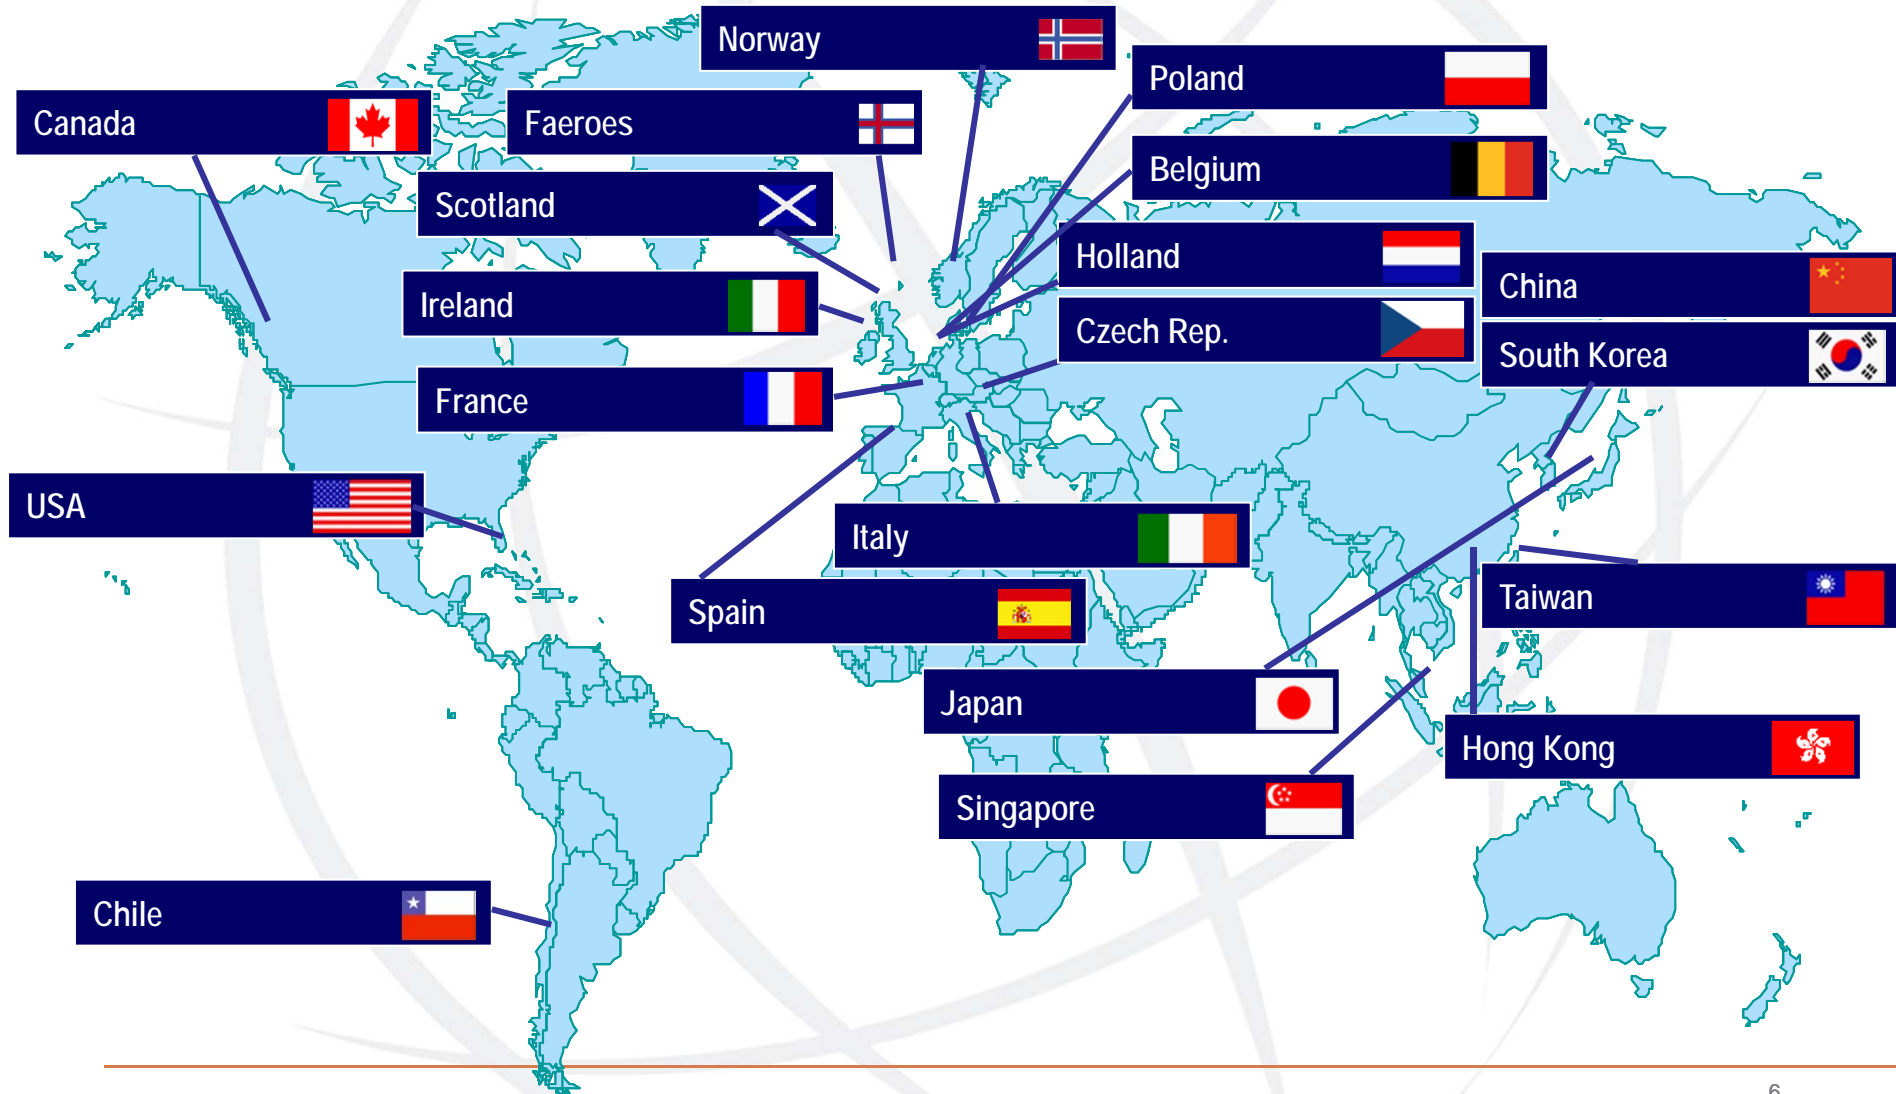 Norway
Poland
Canada
Faeroes
Belgium
Scotland
Holland
China
Ireland
Czech Rep.
South Korea
France
USA
Italy
Spain
Taiwan
Japan
Hong Kong
Singapore
Chile
6